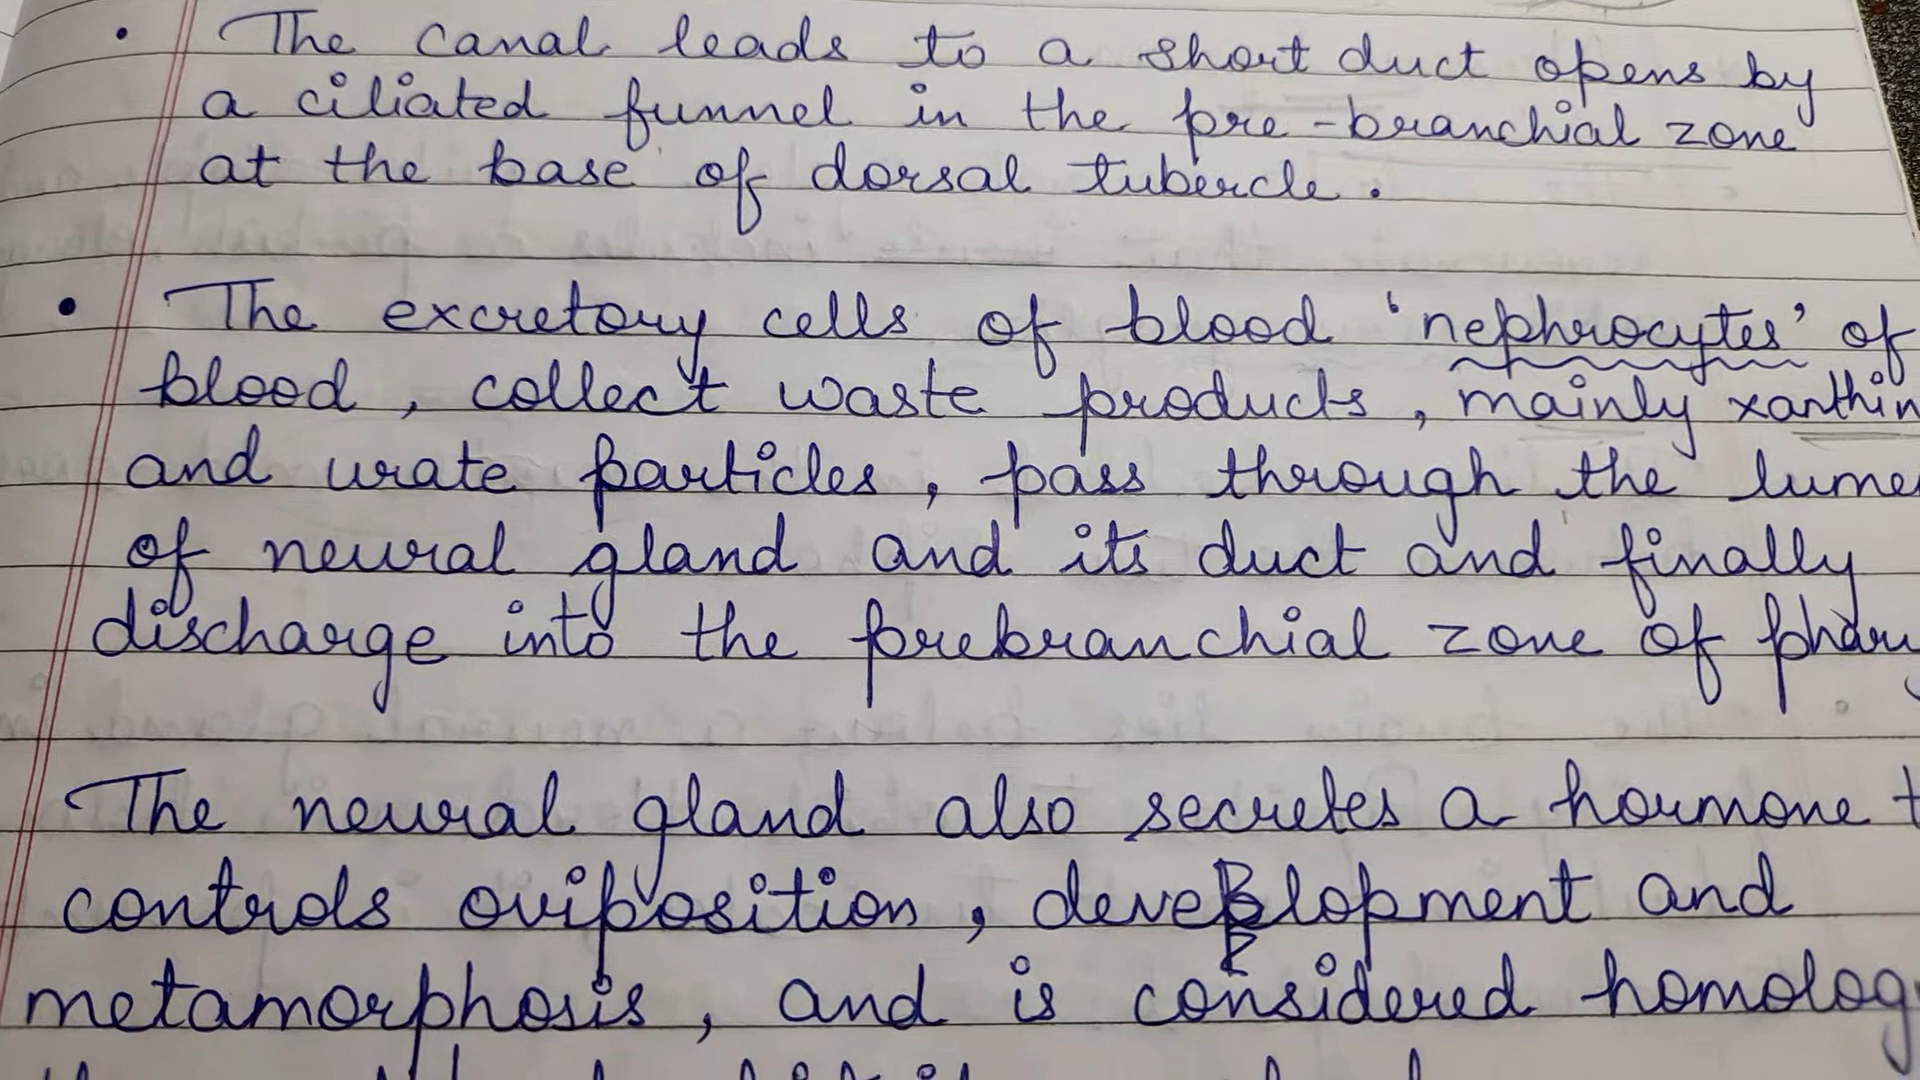 • The canal leads to a short duct opens by
a ciliated funnel in the pre-branchial zone
at the base of dorsal tubercle.
• The excretory cells of blood 'nephrocytes' of
blood, collect waste products, mainly xanthin
and urate particles, pass through the lume
of neural gland and its duct and finally
discharge into the prebranchial zone of phary
The neural gland also secretes a hormone t
controls oviposition, development and
metamorphosis, and is considered homolog